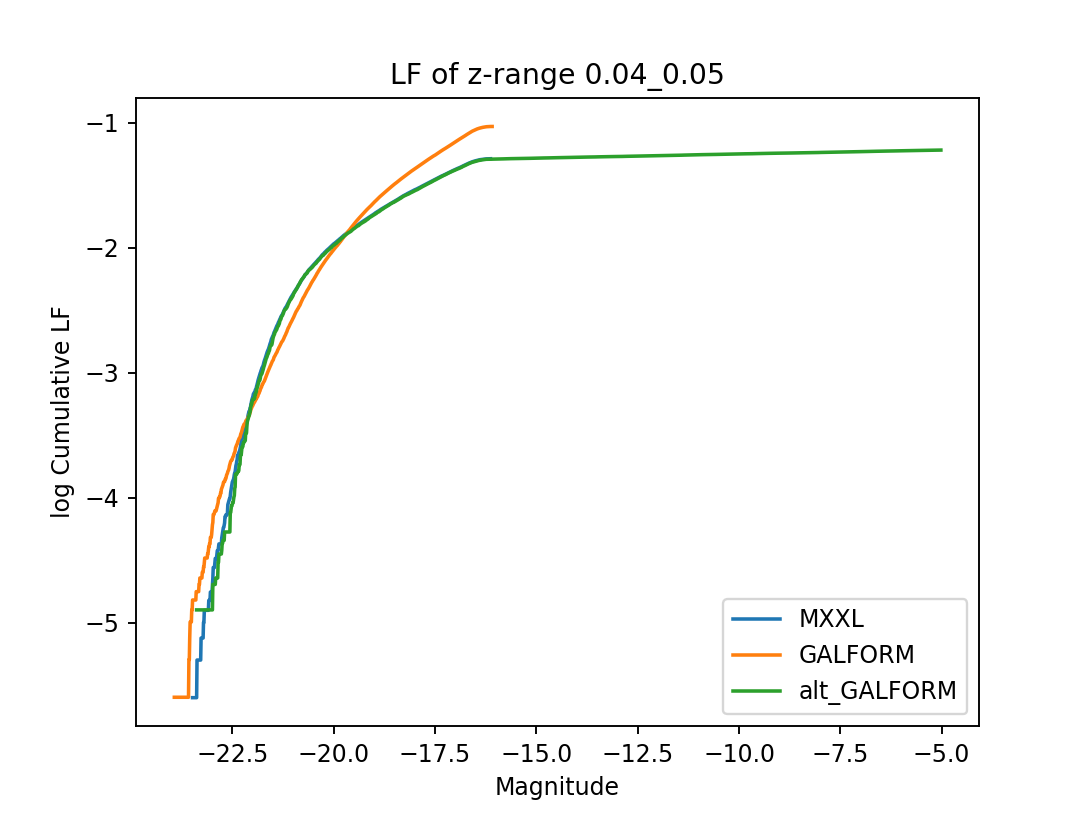 LF of z-range 0.04_0.05
log Cumulative LF
−1
−2
−3
−4
−5
−22.5
−20.0
−17.5
−15.0
−12.5
−10.0
−7.5
−5.0
Magnitude
MXXL
GALFORM
alt_GALFORM